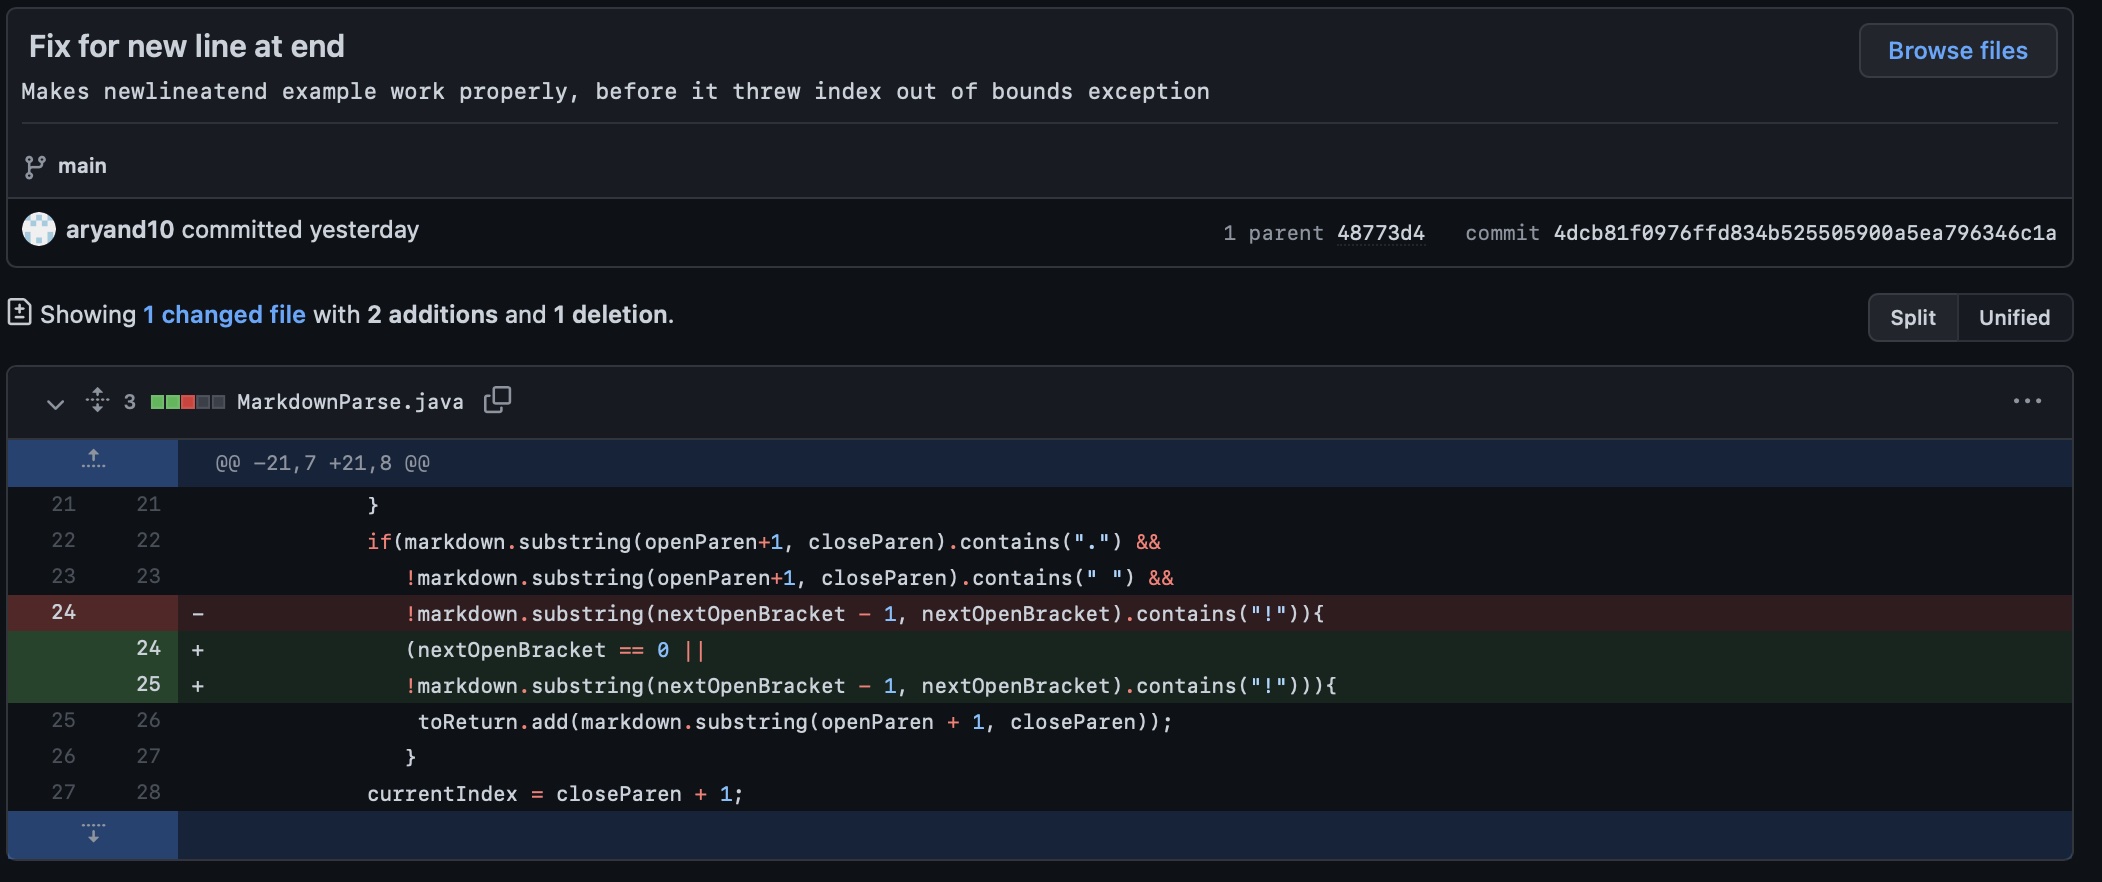 Fix for new line at end
Browse files
Makes newlineatend example work properly, before it threw index out of bounds exception
main
aryand10 committed yesterday
1 parent 48773d4 commit 4dcb81f0976ffd834b525505900a5ea796346c1a
Showing 1 changed file with 2 additions and 1 deletion.
Split Unified
3 MarkdownParse.java
@@ -21,7 +21,8 @@
21 21 }
22 22 if(markdown.substring(openParen+1, closeParen).contains(".") &&
23 23 !markdown.substring(openParen+1, closeParen).contains(" ") &&
24 - !markdown.substring(nextOpenBracket - 1, nextOpenBracket).contains("!")){
24 + (nextOpenBracket == 0 ||
25 + !markdown.substring(nextOpenBracket - 1, nextOpenBracket).contains("!"))){
25 26 toReturn.add(markdown.substring(openParen + 1, closeParen));
26 27 }
27 28 currentIndex = closeParen + 1;